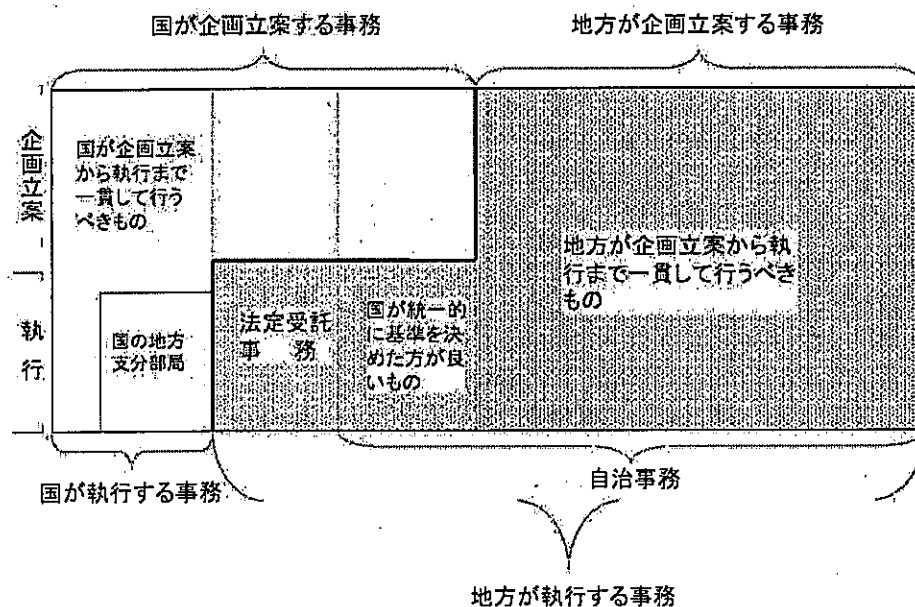 国が企画立案する事務
地方が企画立案する事務
企画立案
国が企画立案
から執行まで
一貫して行う
べきもの
地方が企画立案から執
行まで一貫して行うべき
もの
執行
国の地方
支分部局
法定受託
事 務
国が統一的
に基準を決
めた方が良
いもの
国が執行する事務
自治事務
地方が執行する事務